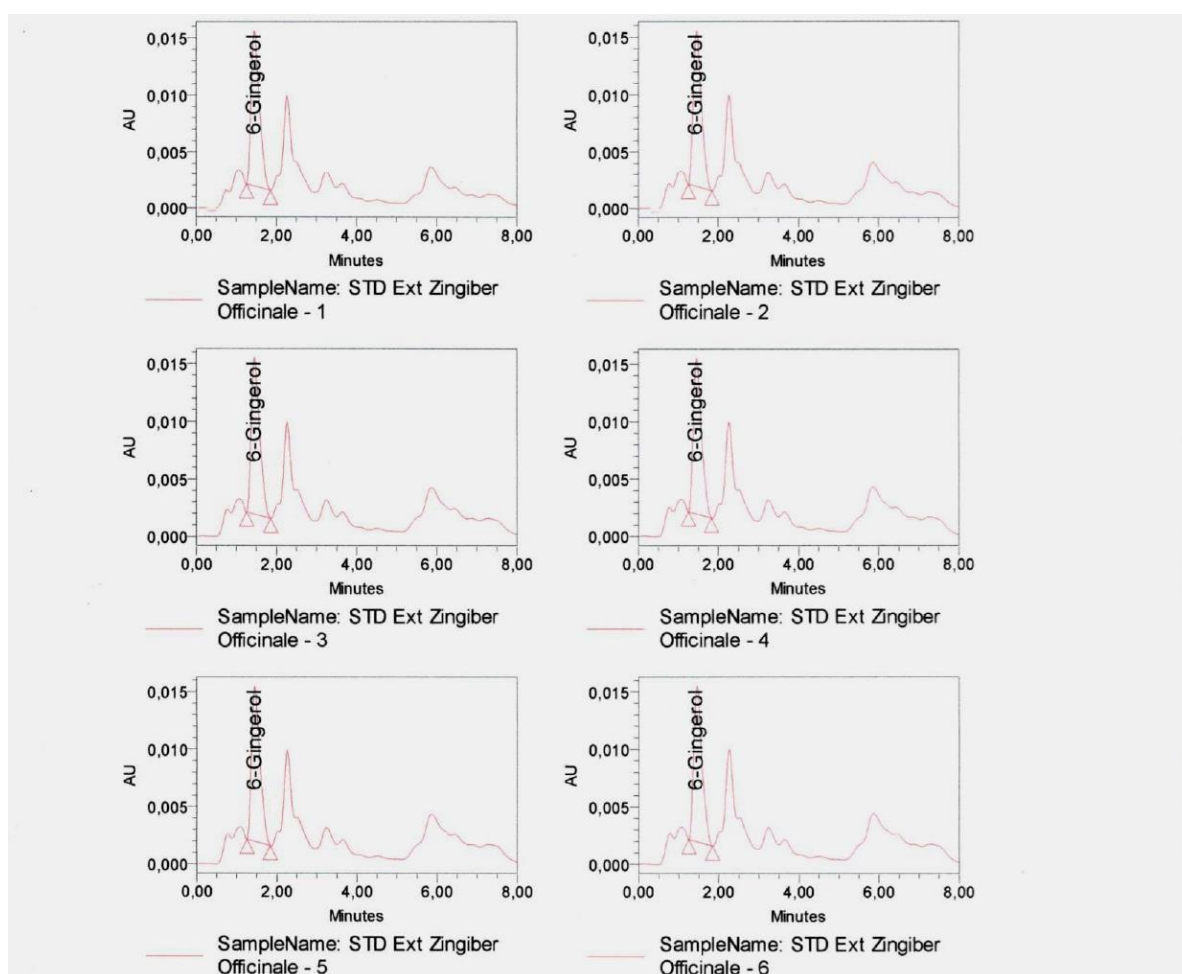 0,015
0,010
0,005
0,000
AU
6-Gingerol
0,00 2,00 4,00 6,00 8,00
Minutes
SampleName: STD Ext Zingiber
Officinale - 1
0,015
0,010
0,005
0,000
AU
6-Gingerol
0,00 2,00 4,00 6,00 8,00
Minutes
SampleName: STD Ext Zingiber
Officinale - 2
0,015
0,010
0,005
0,000
AU
6-Gingerol
0,00 2,00 4,00 6,00 8,00
Minutes
SampleName: STD Ext Zingiber
Officinale - 3
0,015
0,010
0,005
0,000
AU
6-Gingerol
0,00 2,00 4,00 6,00 8,00
Minutes
SampleName: STD Ext Zingiber
Officinale - 4
0,015
0,010
0,005
0,000
AU
6-Gingerol
0,00 2,00 4,00 6,00 8,00
Minutes
SampleName: STD Ext Zingiber
Officinale - 5
0,015
0,010
0,005
0,000
AU
6-Gingerol
0,00 2,00 4,00 6,00 8,00
Minutes
SampleName: STD Ext Zingiber
Officinale - 6